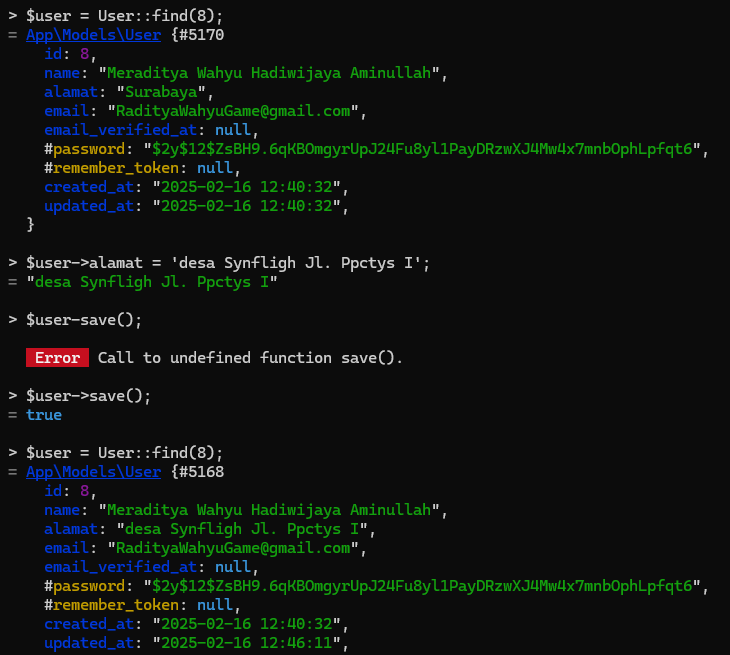 > $user = User::find(8);
= App\Models\User {#5170
id: 8,
name: "Meraditya Wahyu Hadiwijaya Aminullah",
alamat: "Surabaya",
email: "RadityaWahyuGame@gmail.com",
email_verified_at: null,
#password: "$2y$12$ZsBH9.6qKBOmgyrUpJ24Fu8yl1PayDRzwXJ4Mw4x7mnbOphLpfqt6",
#remember_token: null,
created_at: "2025-02-16 12:40:32",
updated_at: "2025-02-16 12:40:32",
}
> $user->alamat = 'desa Synfligh Jl. Ppctys I';
= "desa Synfligh Jl. Ppctys I"
> $user-save();
Error Call to undefined function save().
> $user->save();
= true
> $user = User::find(8);
= App\Models\User {#5168
id: 8,
name: "Meraditya Wahyu Hadiwijaya Aminullah",
alamat: "desa Synfligh Jl. Ppctys I",
email: "RadityaWahyuGame@gmail.com",
email_verified_at: null,
#password: "$2y$12$ZsBH9.6qKBOmgyrUpJ24Fu8yl1PayDRzwXJ4Mw4x7mnbOphLpfqt6",
#remember_token: null,
created_at: "2025-02-16 12:40:32",
updated_at: "2025-02-16 12:46:11",